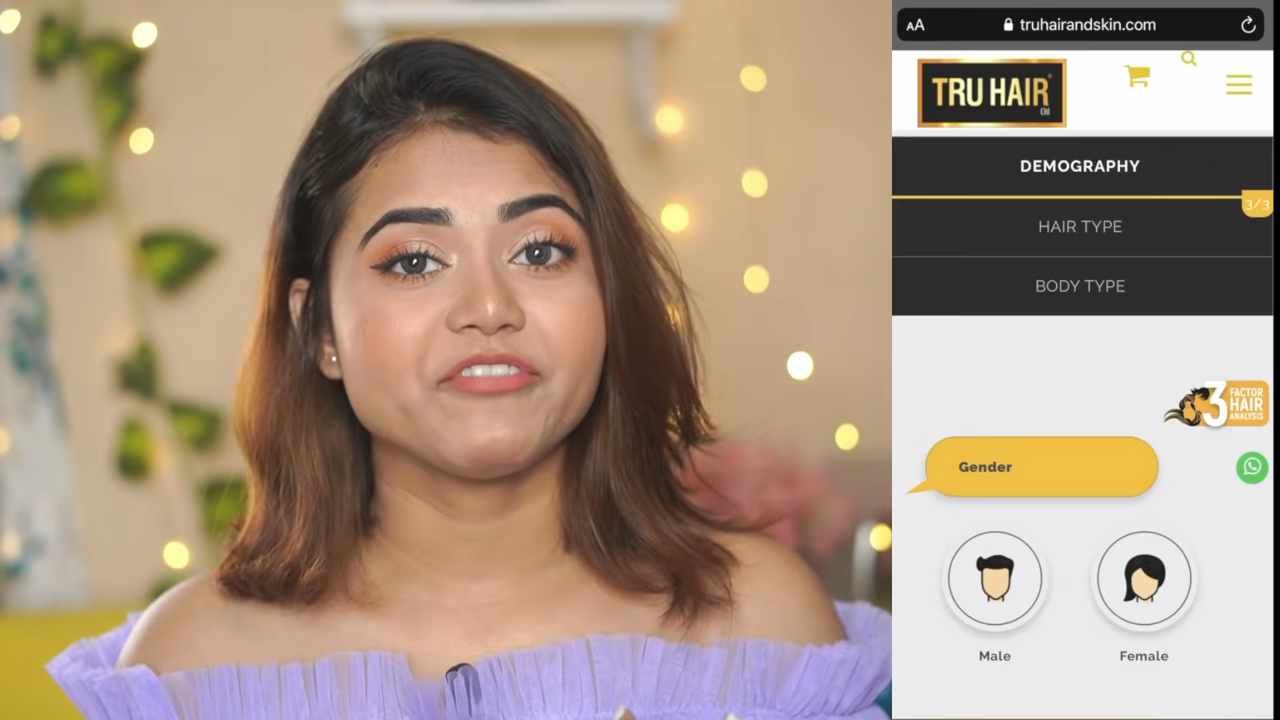 AA truhairandskin.com
TRU HAIR
DEMOGRAPHY
3/3
HAIR TYPE
BODY TYPE
3 FACTOR
HAIR
ANALYSIS
Gender
Male Female